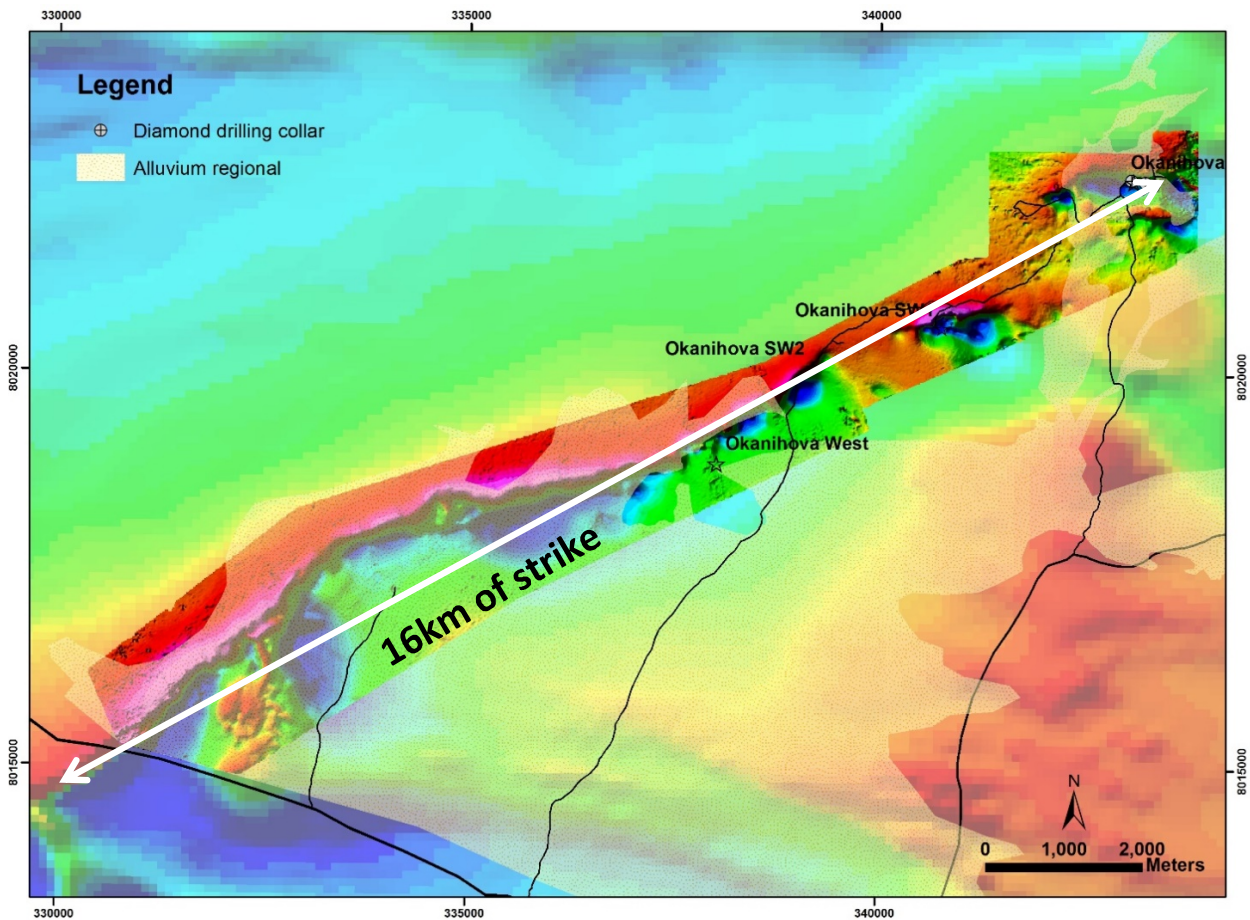 330000 335000 340000
Legend
Diamond drilling collar
Alluvium regional
Okanihova
Okanihova SW1
Okanihova SW2
8020000 8020000
Okanihova West
16km of strike
8015000 8015000
N
0 1,000 2,000
Meters
330000 335000 340000